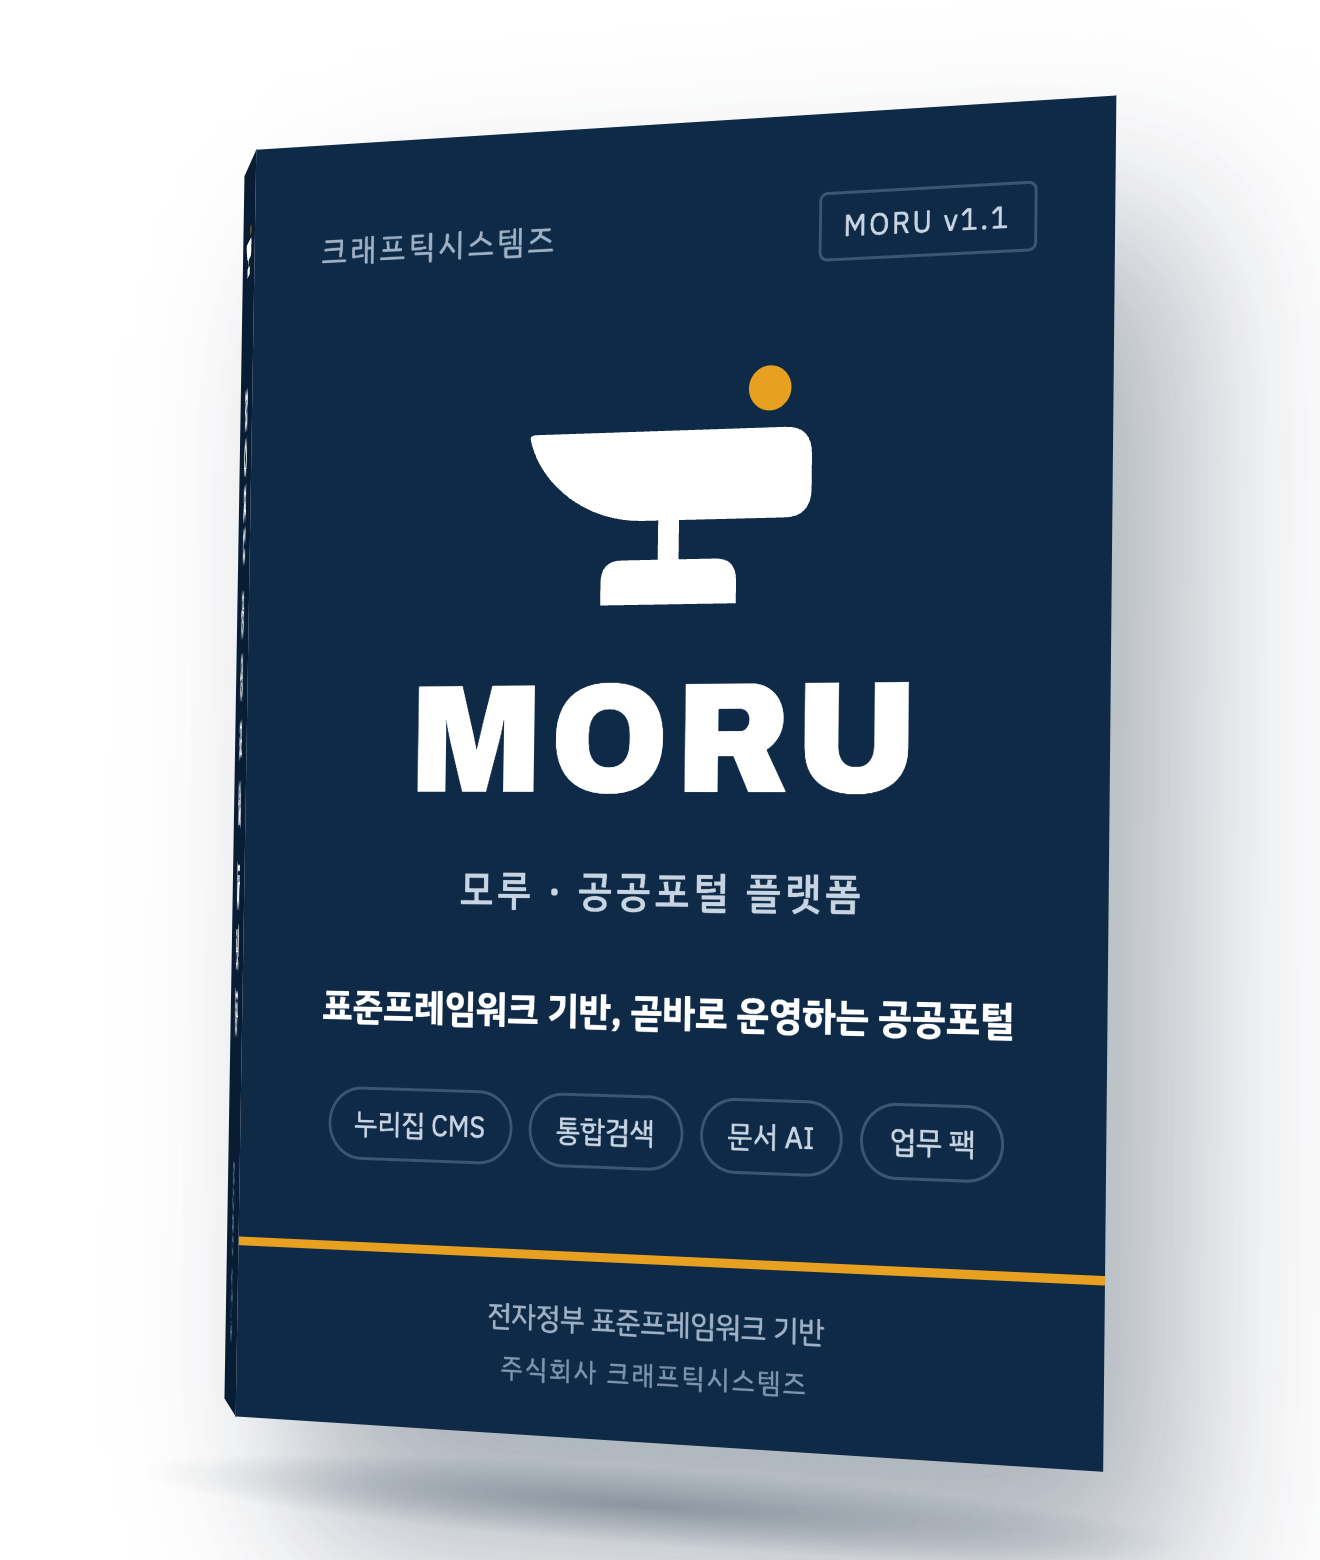 크래프틱시스템즈
MORU v1.1
MORU
모루 · 공공포털 플랫폼
표준프레임워크 기반, 곧바로 운영하는 공공포털
누리집 CMS 통합검색 문서 AI 업무 팩
전자정부 표준프레임워크 기반
주식회사 크래프틱시스템즈